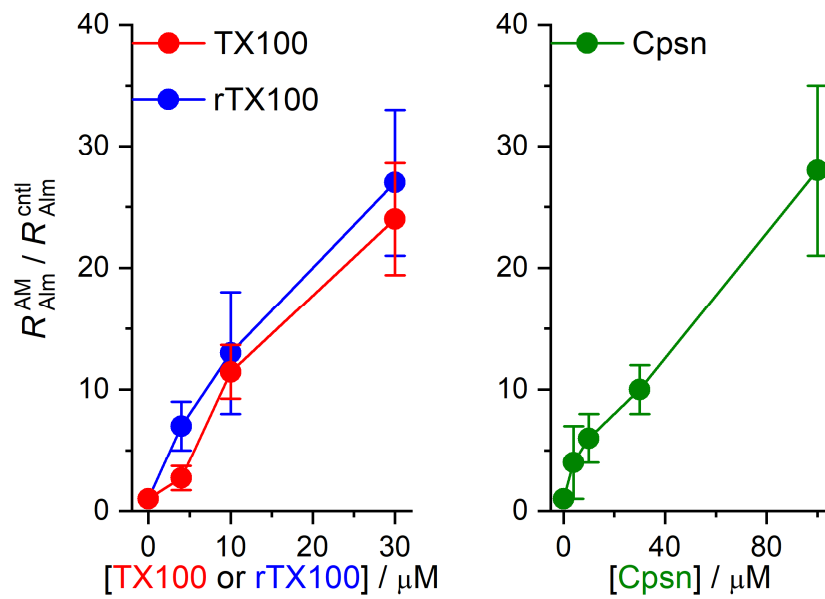 40
30
20
10
0
R^AM_Alm / R^cntl_Alm
TX100
rTX100
0 10 20 30
[TX100 or rTX100] / μM
40
30
20
10
0
Cpsn
0 40 80
[Cpsn] / μM